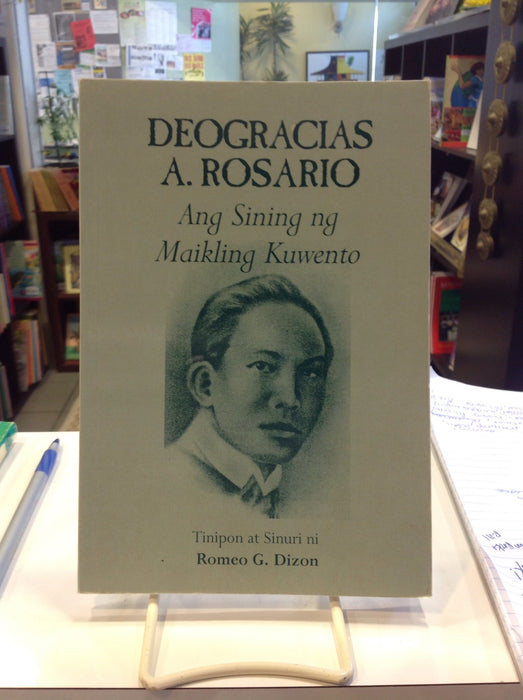 DEOGRACIAS
A. ROSARIO
Ang Sining ng
Maikling Kuwento
Tinipon at Sinuri ni
Romeo G. Dizon